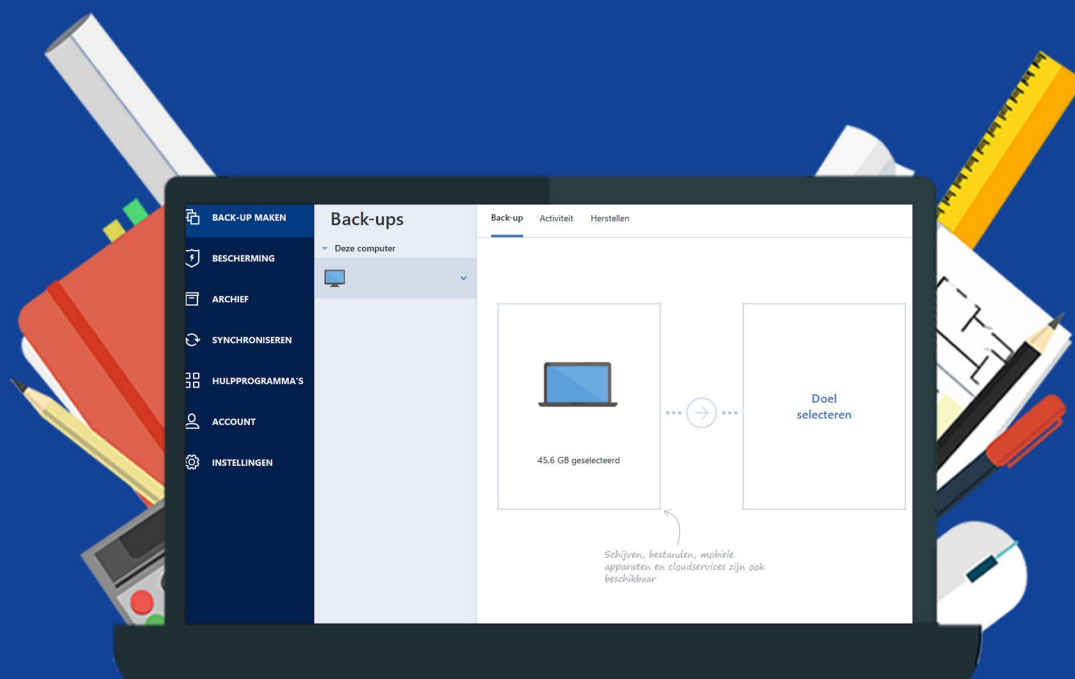 BACK-UP MAKEN
BESCHERMING
ARCHIEF
SYNCHRONISEREN
HULPPROGRAMMA'S
ACCOUNT
INSTELLINGEN
Back-ups
Deze computer
Back-up Activiteit Herstellen
45,6 GB geselecteerd
Doel
selecteren
Schijven, bestanden, mobiele
apparaten en cloudservices zijn ook
beschikbaar